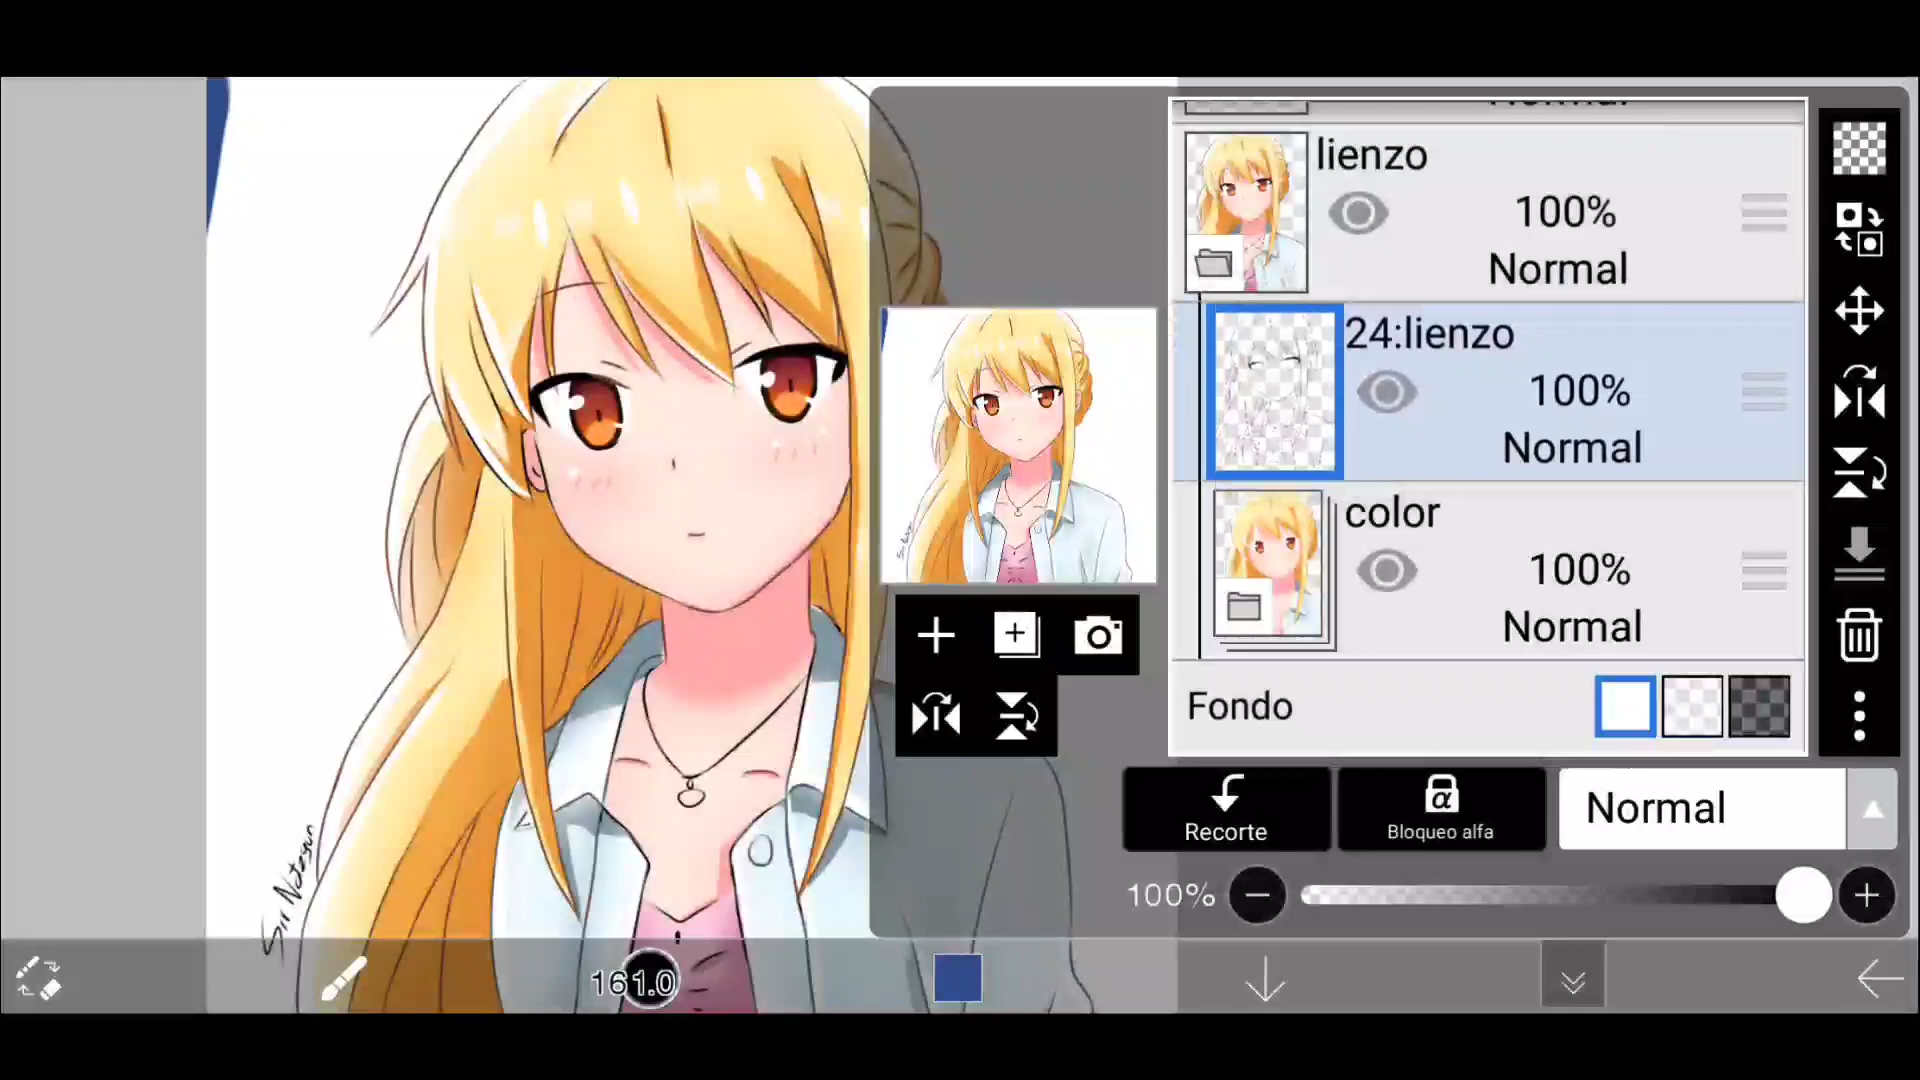 lienzo
100%
Normal
24:lienzo
100%
Normal
color
100%
Normal
Fondo
Recorte
Bloqueo alfa
Normal
100%
161.0